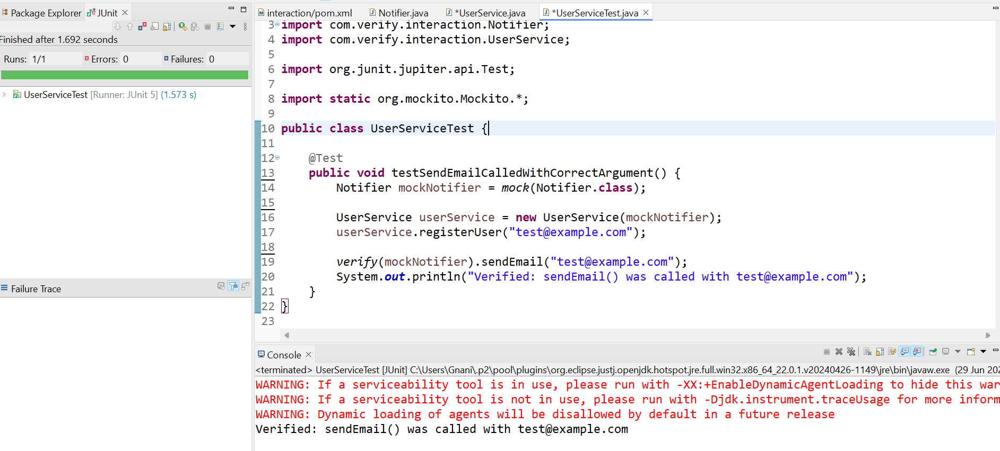 Package Explorer JUnit
Finished after 1.692 seconds
Runs: 1/1 Errors: 0 Failures: 0
UserServiceTest [Runner: JUnit 5] (1.573 s)
Failure Trace
interaction/pom.xml Notifier.java *UserService.java *UserServiceTest.java
3 import com.verify.interaction.Notifier;
4 import com.verify.interaction.UserService;
5
6 import org.junit.jupiter.api.Test;
7
8 import static org.mockito.Mockito.*;
9
10 public class UserServiceTest {
11
12 @Test
13 public void testSendEmailCalledWithCorrectArgument() {
14 Notifier mockNotifier = mock(Notifier.class);
15
16 UserService userService = new UserService(mockNotifier);
17 userService.registerUser("test@example.com");
18
19 verify(mockNotifier).sendEmail("test@example.com");
20 System.out.println("Verified: sendEmail() was called with test@example.com");
21 }
22 }
23
Console
<terminated> UserServiceTest [JUnit] C:\Users\Gnani\.p2\pool\plugins\org.eclipse.justj.openjdk.hotspot.jre.full.win32.x86_64_22.0.1.v20240426-1149\jre\bin\javaw.exe (29 Jun 202
WARNING: If a serviceability tool is in use, please run with -XX:+EnableDynamicAgentLoading to hide this war
WARNING: If a serviceability tool is not in use, please run with -Djdk.instrument.traceUsage for more inform
WARNING: Dynamic loading of agents will be disallowed by default in a future release
Verified: sendEmail() was called with test@example.com